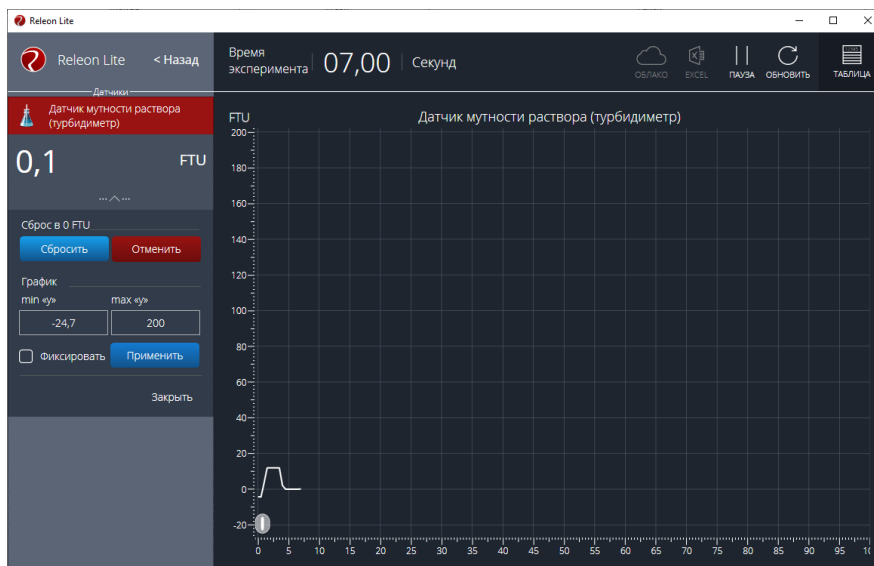 Releon Lite
Releon Lite
< Назад
Время
эксперимента
07,00
Секунд
ОБЛАКО
EXCEL
ПАУЗА
ОБНОВИТЬ
ТАБЛИЦА
Датчики
Датчик мутности раствора
(турбидиметр)
0,1
FTU
Сброс в 0 FTU
Сбросить
Отменить
График
min «y»
max «y»
-24,7
200
Фиксировать
Применить
Закрыть
FTU
Датчик мутности раствора (турбидиметр)
200
180
160
140
120
100
80
60
40
20
0
-20
0 5 10 15 20 25 30 35 40 45 50 55 60 65 70 75 80 85 90 95